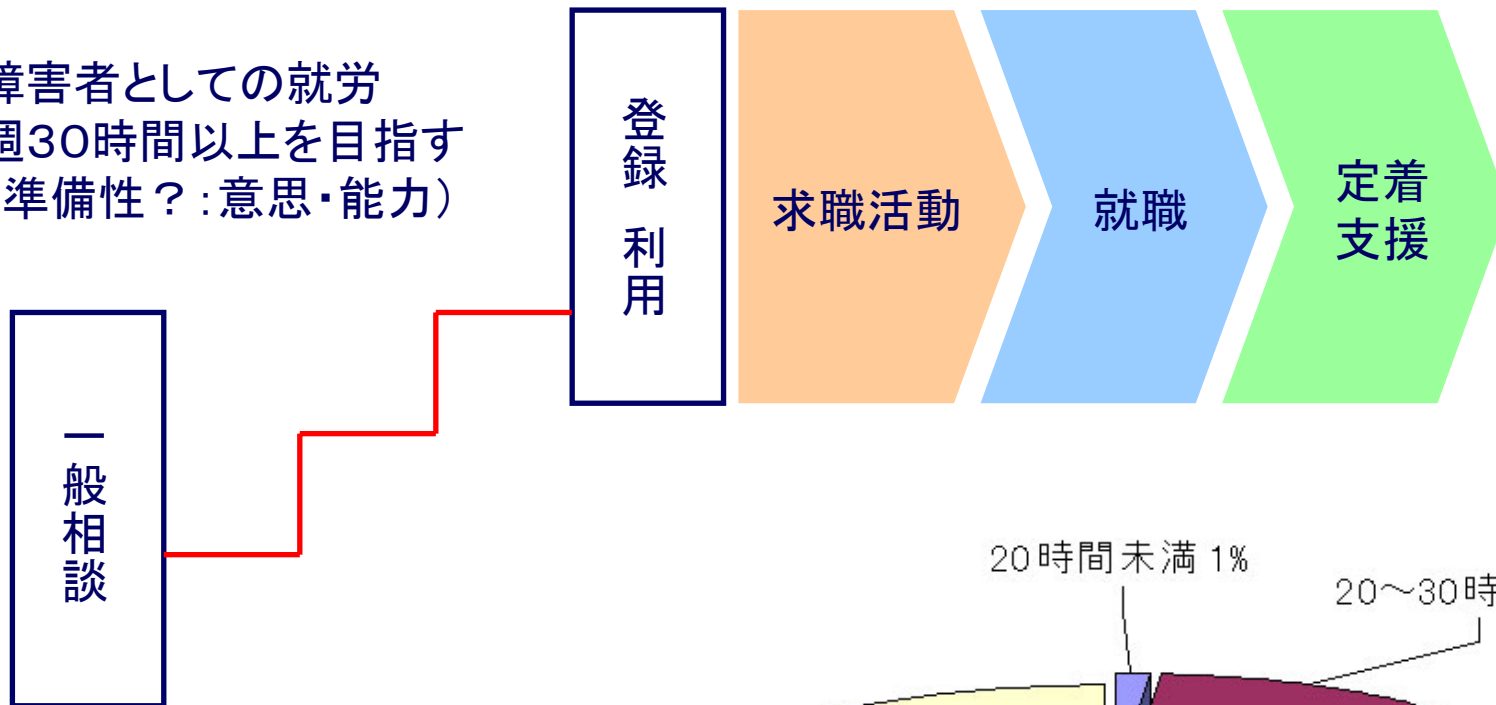 障害者としての就労
週30時間以上を目指す
準備性？：意思・能力）
登録 利用
求職活動
就職
定着
支援
一般相談
20時間未満 1%
20～30時